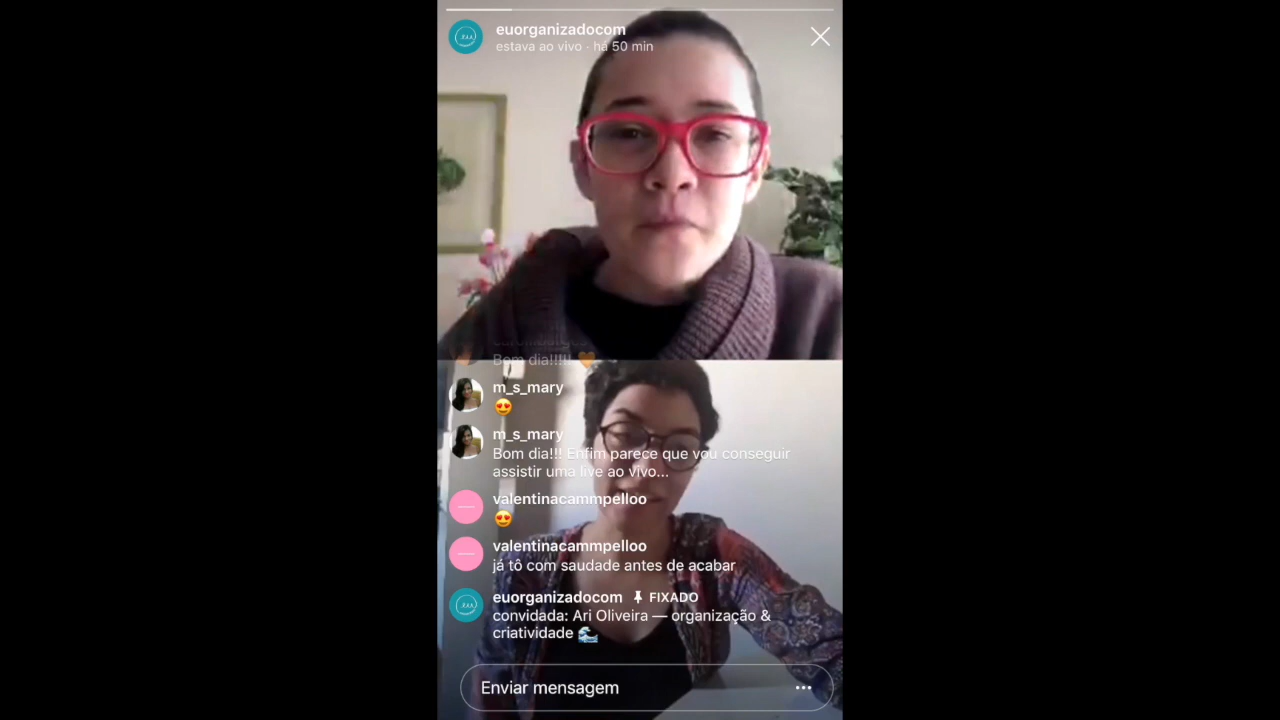 euorganizadocom
estava ao vivo · há 50 min
Bom dia!!!!! 🧡
m_s_mary
😍
m_s_mary
Bom dia!!! Enfim parece que vou conseguir
assistir uma live ao vivo...
valentinacammpelloo
😍
valentinacammpelloo
já tô com saudade antes de acabar
euorganizadocom FIXADO
convidada: Ari Oliveira — organização &
criatividade 🌊
Enviar mensagem